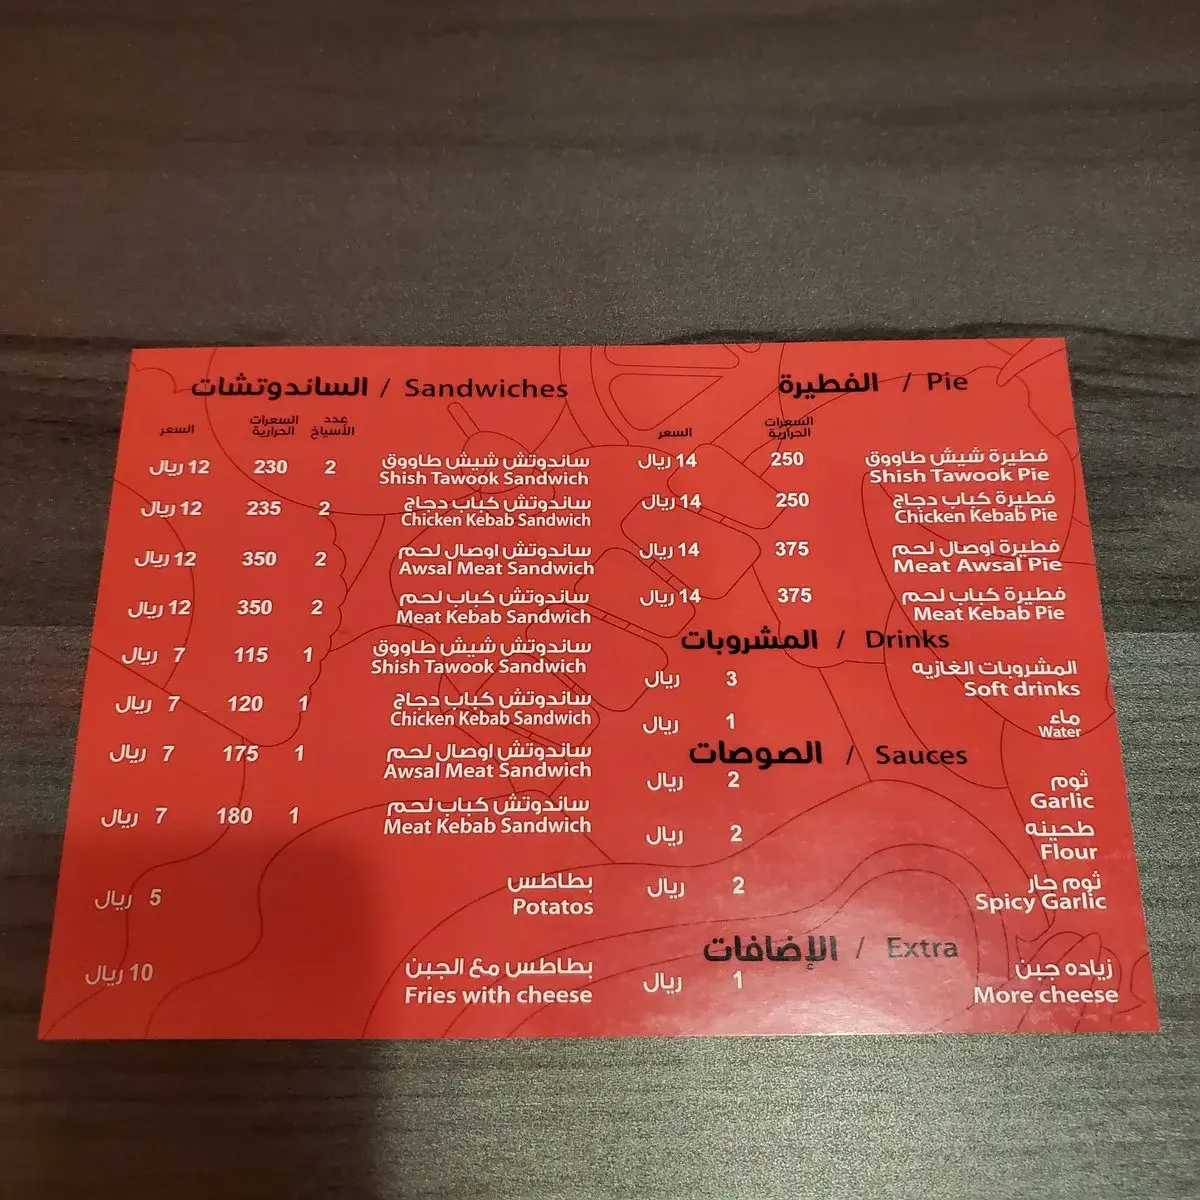 الساندوتشات / Sandwiches
عدد الأسياخ السعرات الحرارية السعر
ساندوتش شيش طاووق 2 230 12 ريال
Shish Tawook Sandwich
ساندوتش كباب دجاج 2 235 12 ريال
Chicken Kebab Sandwich
ساندوتش اوصال لحم 2 350 12 ريال
Awsal Meat Sandwich
ساندوتش كباب لحم 2 350 12 ريال
Meat Kebab Sandwich
ساندوتش شيش طاووق 1 115 7 ريال
Shish Tawook Sandwich
ساندوتش كباب دجاج 1 120 7 ريال
Chicken Kebab Sandwich
ساندوتش اوصال لحم 1 175 7 ريال
Awsal Meat Sandwich
ساندوتش كباب لحم 1 180 7 ريال
Meat Kebab Sandwich
بطاطس 5 ريال
Potatos
بطاطس مع الجبن 10 ريال
Fries with cheese
الفطيرة / Pie
السعرات الحرارية السعر
فطيرة شيش طاووق 250 14 ريال
Shish Tawook Pie
فطيرة كباب دجاج 250 14 ريال
Chicken Kebab Pie
فطيرة اوصال لحم 375 14 ريال
Meat Awsal Pie
فطيرة كباب لحم 375 14 ريال
Meat Kebab Pie
المشروبات / Drinks
المشروبات الغازيه 3 ريال
Soft drinks
ماء 1 ريال
Water
الصوصات / Sauces
ثوم 2 ريال
Garlic
طحينه 2 ريال
Flour
ثوم حار 2 ريال
Spicy Garlic
الإضافات / Extra
زياده جبن 1 ريال
More cheese